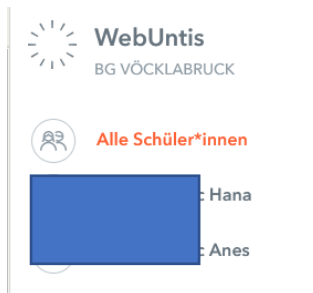 WebUntis
BG VÖCKLABRUCK
Alle Schüler*innen
Hana
Anes